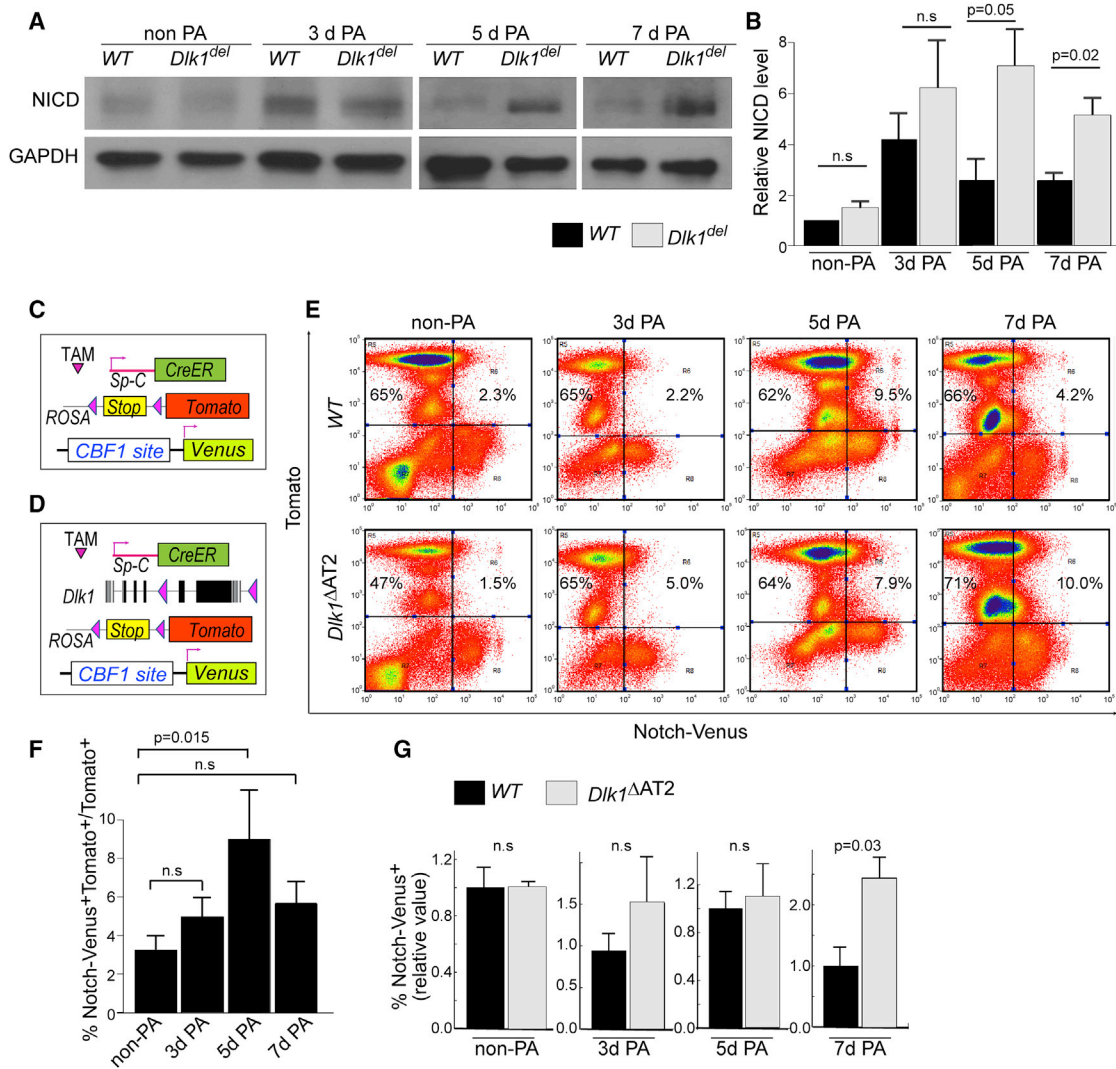 A
non PA 3 d PA 5 d PA 7 d PA
WT Dlk1del WT Dlk1del WT Dlk1del WT Dlk1del
NICD
GAPDH
WT Dlk1del
B
Relative NICD level
8
6
4
2
0
n.s
n.s
p=0.05
p=0.02
non-PA 3d PA 5d PA 7d PA
C
TAM
Sp-C CreER
ROSA Stop Tomato
CBF1 site Venus
D
TAM
Sp-C CreER
Dlk1
ROSA Stop Tomato
CBF1 site Venus
E
non-PA 3d PA 5d PA 7d PA
Tomato
WT
65% 2.3% 65% 2.2% 62% 9.5% 66% 4.2%
Dlk1ΔAT2
47% 1.5% 65% 5.0% 64% 7.9% 71% 10.0%
Notch-Venus
F
% Notch-Venus+Tomato+/Tomato+
p=0.015
n.s
n.s
10
8
6
4
2
0
non-PA 3d PA 5d PA 7d PA
G
WT Dlk1ΔAT2
% Notch-Venus+
(relative value)
n.s n.s n.s p=0.03
1.2
0.8
0.4
0.0
1.5
1.0
0.5
0.0
1.2
0.8
0.4
0.0
2.0
1.0
0.0
non-PA 3d PA 5d PA 7d PA